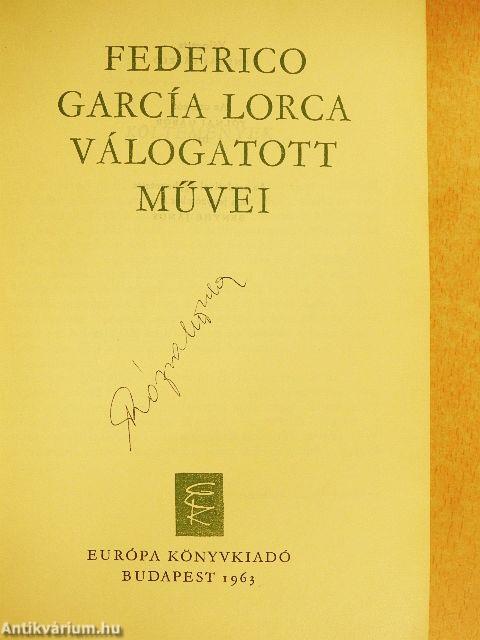 FEDERICO
GARCÍA LORCA
VÁLOGATOTT
MŰVEI
EURÓPA KÖNYVKIADÓ
BUDAPEST 1963
Antikvárium.hu